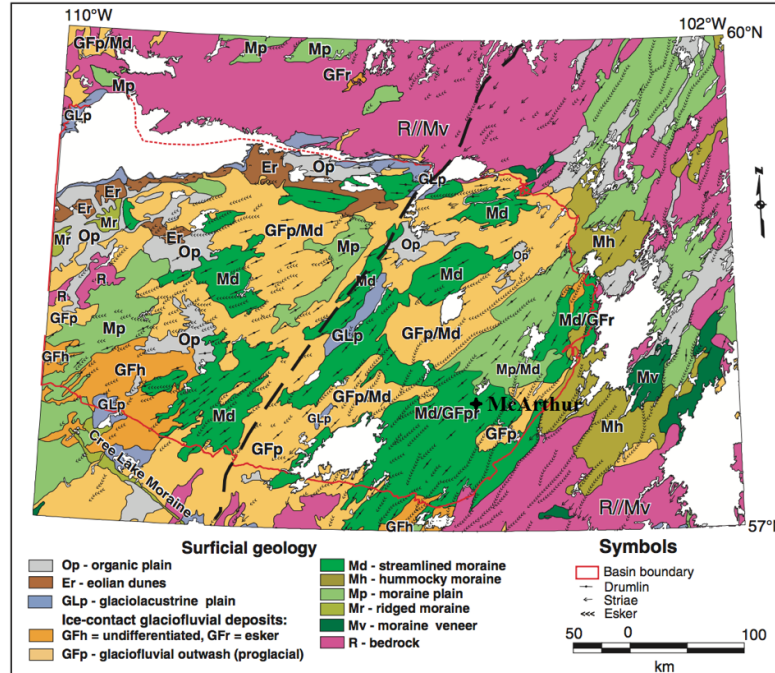 110°W
102°W
60°N
GFp/Md
Mp
Mp
Mp
GFr
Mp
GLp
R//Mv
Er
Op
GLp
Er
Er
Mr
Mr
Op
Er
Op
GFp/Md
Mp
Md
Op
Op
Mh
R
R
Md
Md
Md
GFp
Mp
Op
GLp
GFp/Md
Md/GFr
GFh
GFh
Mp/Md
Mv
GLp
Md
GFp/Md
Md/GFpr
McArthur
GLp
GFp
GFp
Mh
Cree Lake Moraine
R//Mv
GFh
57°
z
Surficial geology
Op - organic plain
Er - eolian dunes
GLp - glaciolacustrine plain
Ice-contact glaciofluvial deposits:
GFh = undifferentiated, GFr = esker
GFp - glaciofluvial outwash (proglacial)
Md - streamlined moraine
Mh - hummocky moraine
Mp - moraine plain
Mr - ridged moraine
Mv - moraine veneer
R - bedrock
Symbols
Basin boundary
Drumlin
Striae
Esker
50 0 100
km